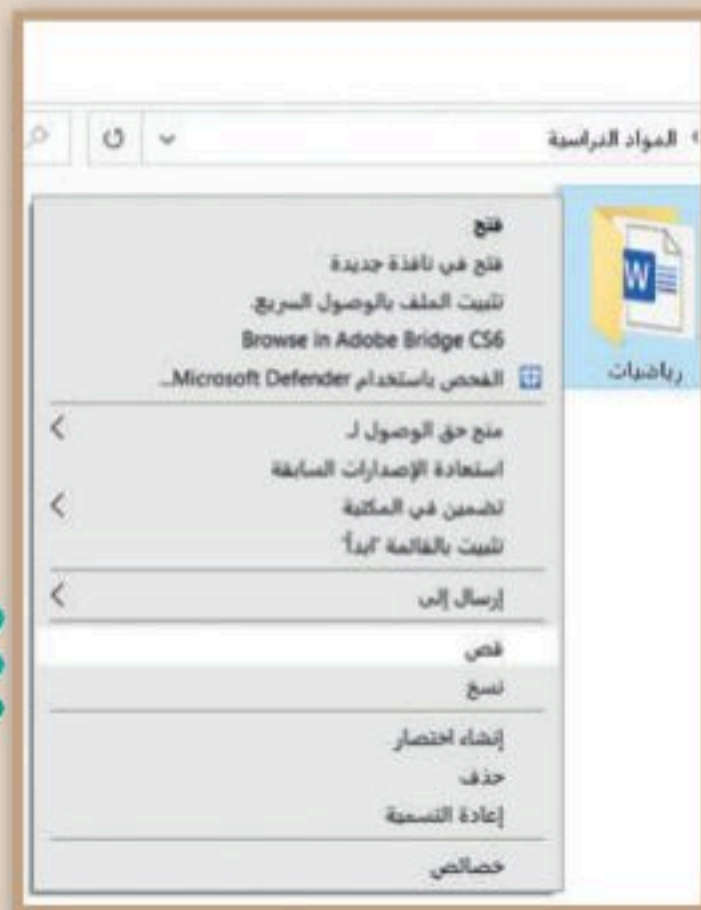 المواد الدراسية
رياضيات
فتح
فتح في نافذة جديدة
تثبيت الملف بالوصول السريع.
Browse in Adobe Bridge CS6
الفحص باستخدام Microsoft Defender...
منح حق الوصول لـ
استعادة الإصدارات السابقة
تضمين في المكتبة
تثبيت بالقائمة "ابدأ"
إرسال إلى
قص
نسخ
إنشاء اختصار
حذف
إعادة التسمية
خصائص